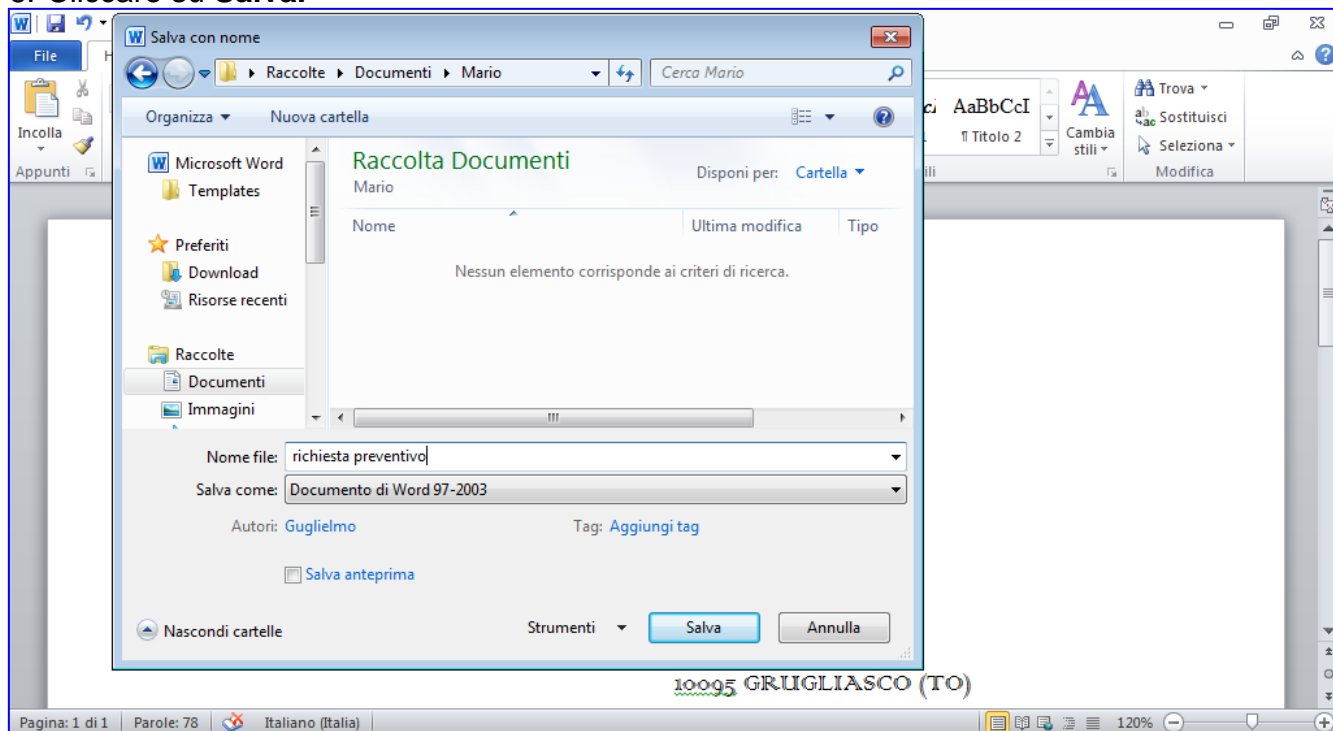 Cliccare su Salva.
Salva con nome
File
Raccolte Documenti Mario
Cerca Mario
Organizza
Nuova cartella
Trova
AaBbCcI
Sostituisci
Incolla
¶ Titolo 2
Cambia
stili
Seleziona
Appunti
ili
Modifica
Microsoft Word
Templates
Preferiti
Download
Risorse recenti
Raccolte
Documenti
Immagini
Raccolta Documenti
Mario
Disponi per: Cartella
Nome
Ultima modifica
Tipo
Nessun elemento corrisponde ai criteri di ricerca.
Nome file: richiesta preventivo
Salva come: Documento di Word 97-2003
Autori: Guglielmo
Tag: Aggiungi tag
Salva anteprima
Nascondi cartelle
Strumenti
Salva
Annulla
10095 GRUGLIASCO (TO)
Pagina: 1 di 1
Parole: 78
Italiano (Italia)
120%